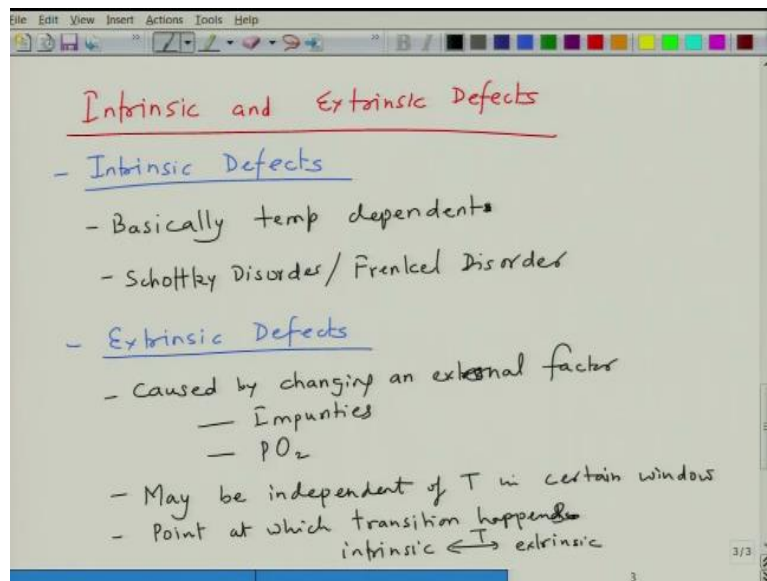 File Edit View Insert Actions Tools Help
B I
Intrinsic and Extrinsic Defects
- Intrinsic Defects
- Basically temp dependent
- Schottky Disorder / Frenkel Disorder
- Extrinsic Defects
- Caused by changing an external factor
— Impurities
— PO₂
- May be independent of T in certain window
- Point at which transition happens
intrinsic ⟷ T extrinsic
3/3
3